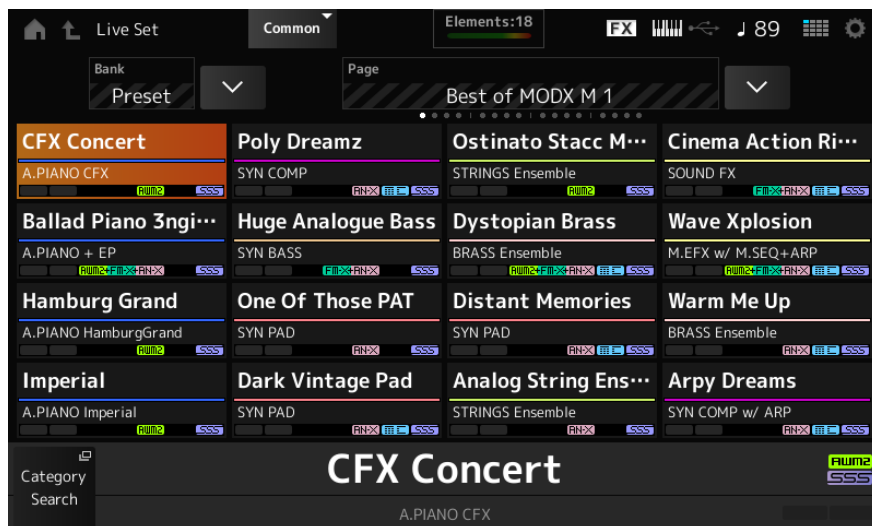 Live Set
Common
Elements:18
FX
89
Bank
Preset
Page
Best of MODX M 1
CFX Concert
A.PIANO CFX
AWM2 SSS
Poly Dreamz
SYN COMP
AN-X SSS
Ostinato Stacc M···
STRINGS Ensemble
AWM2 SSS
Cinema Action Ri···
SOUND FX
FM-X+AN-X SSS
Ballad Piano 3ngi···
A.PIANO + EP
AWM2+FM-X+AN-X SSS
Huge Analogue Bass
SYN BASS
FM-X+AN-X SSS
Dystopian Brass
BRASS Ensemble
AWM2+FM-X+AN-X SSS
Wave Xplosion
M.EFX w/ M.SEQ+ARP
AWM2+FM-X+AN-X SSS
Hamburg Grand
A.PIANO HamburgGrand
AWM2 SSS
One Of Those PAT
SYN PAD
AN-X SSS
Distant Memories
SYN PAD
AN-X SSS
Warm Me Up
BRASS Ensemble
AN-X SSS
Imperial
A.PIANO Imperial
AWM2 SSS
Dark Vintage Pad
SYN PAD
AN-X SSS
Analog String Ens···
STRINGS Ensemble
AN-X SSS
Arpy Dreams
SYN COMP w/ ARP
AN-X SSS
Category
Search
CFX Concert
A.PIANO CFX
AWM2
SSS